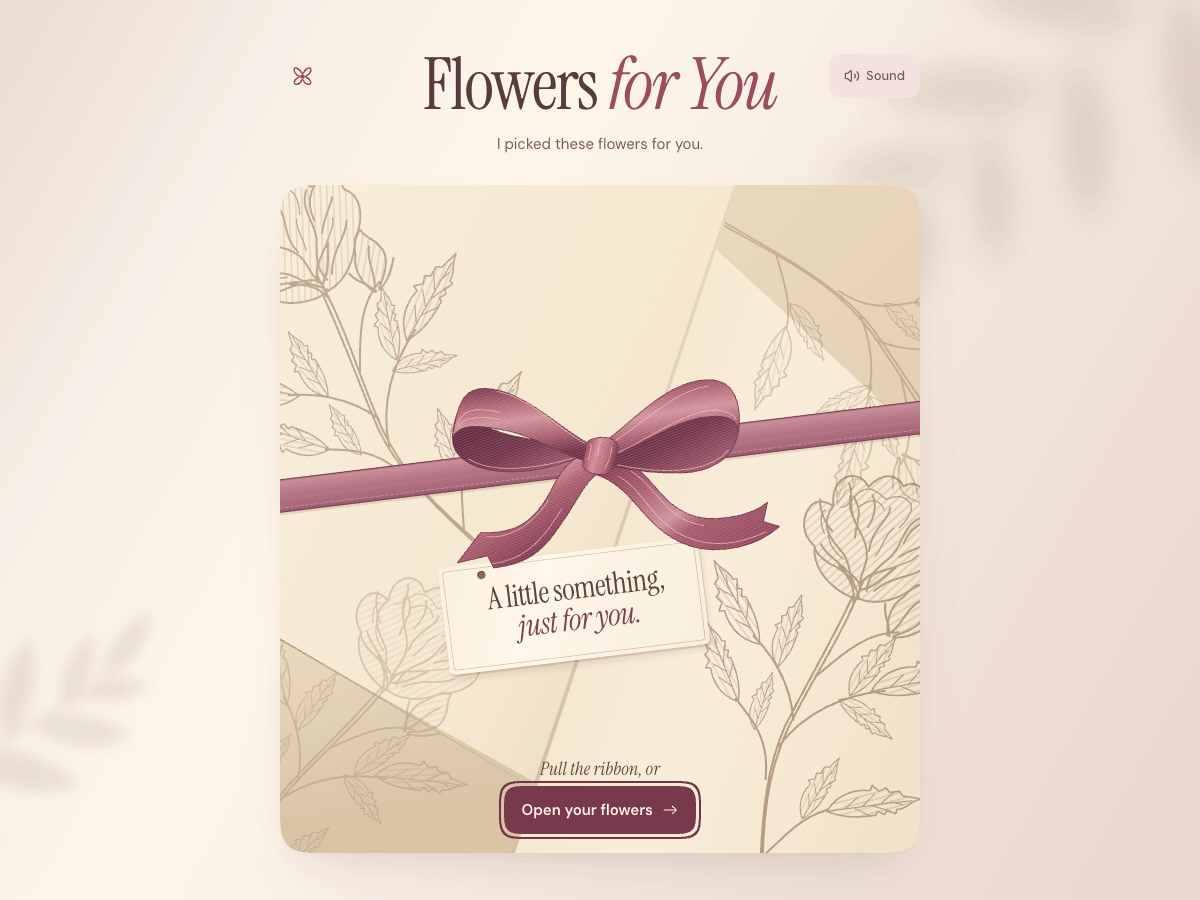 Flowers for You
Sound
I picked these flowers for you.
A little something,
just for you.
Pull the ribbon, or
Open your flowers →